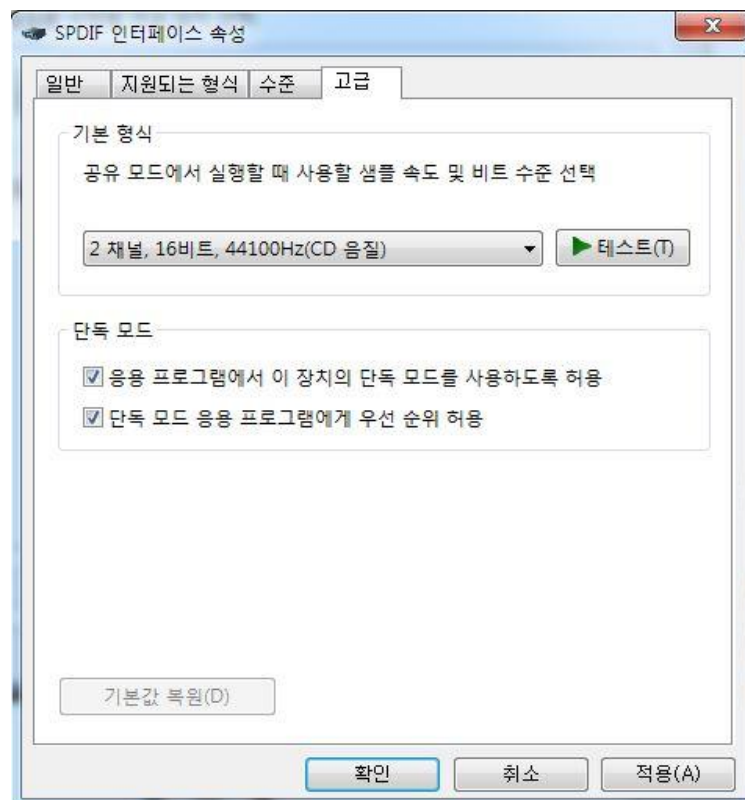 SPDIF 인터페이스 속성
일반 지원되는 형식 수준 고급
기본 형식
공유 모드에서 실행할 때 사용할 샘플 속도 및 비트 수준 선택
2 채널, 16비트, 44100Hz(CD 음질) 테스트(T)
단독 모드
응용 프로그램에서 이 장치의 단독 모드를 사용하도록 허용
단독 모드 응용 프로그램에게 우선 순위 허용
기본값 복원(D)
확인 취소 적용(A)